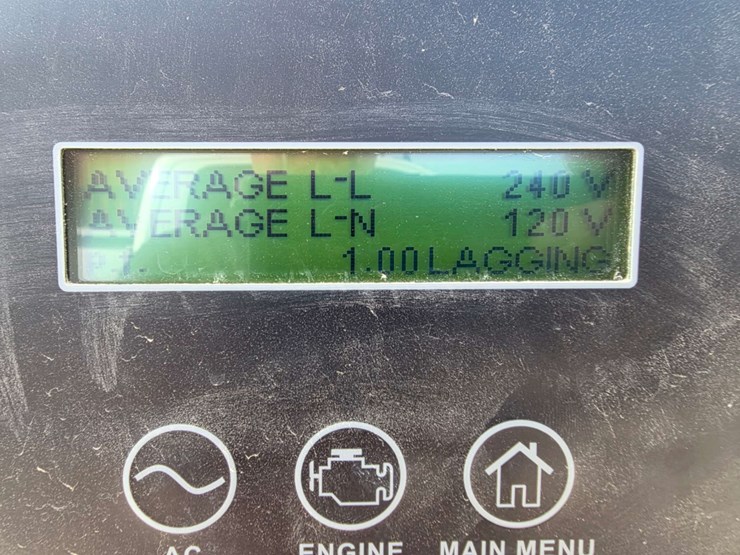 AVERAGE L-L 240 V
AVERAGE L-N 120 V
1.00 LAGGING
AC
ENGINE
MAIN MENU